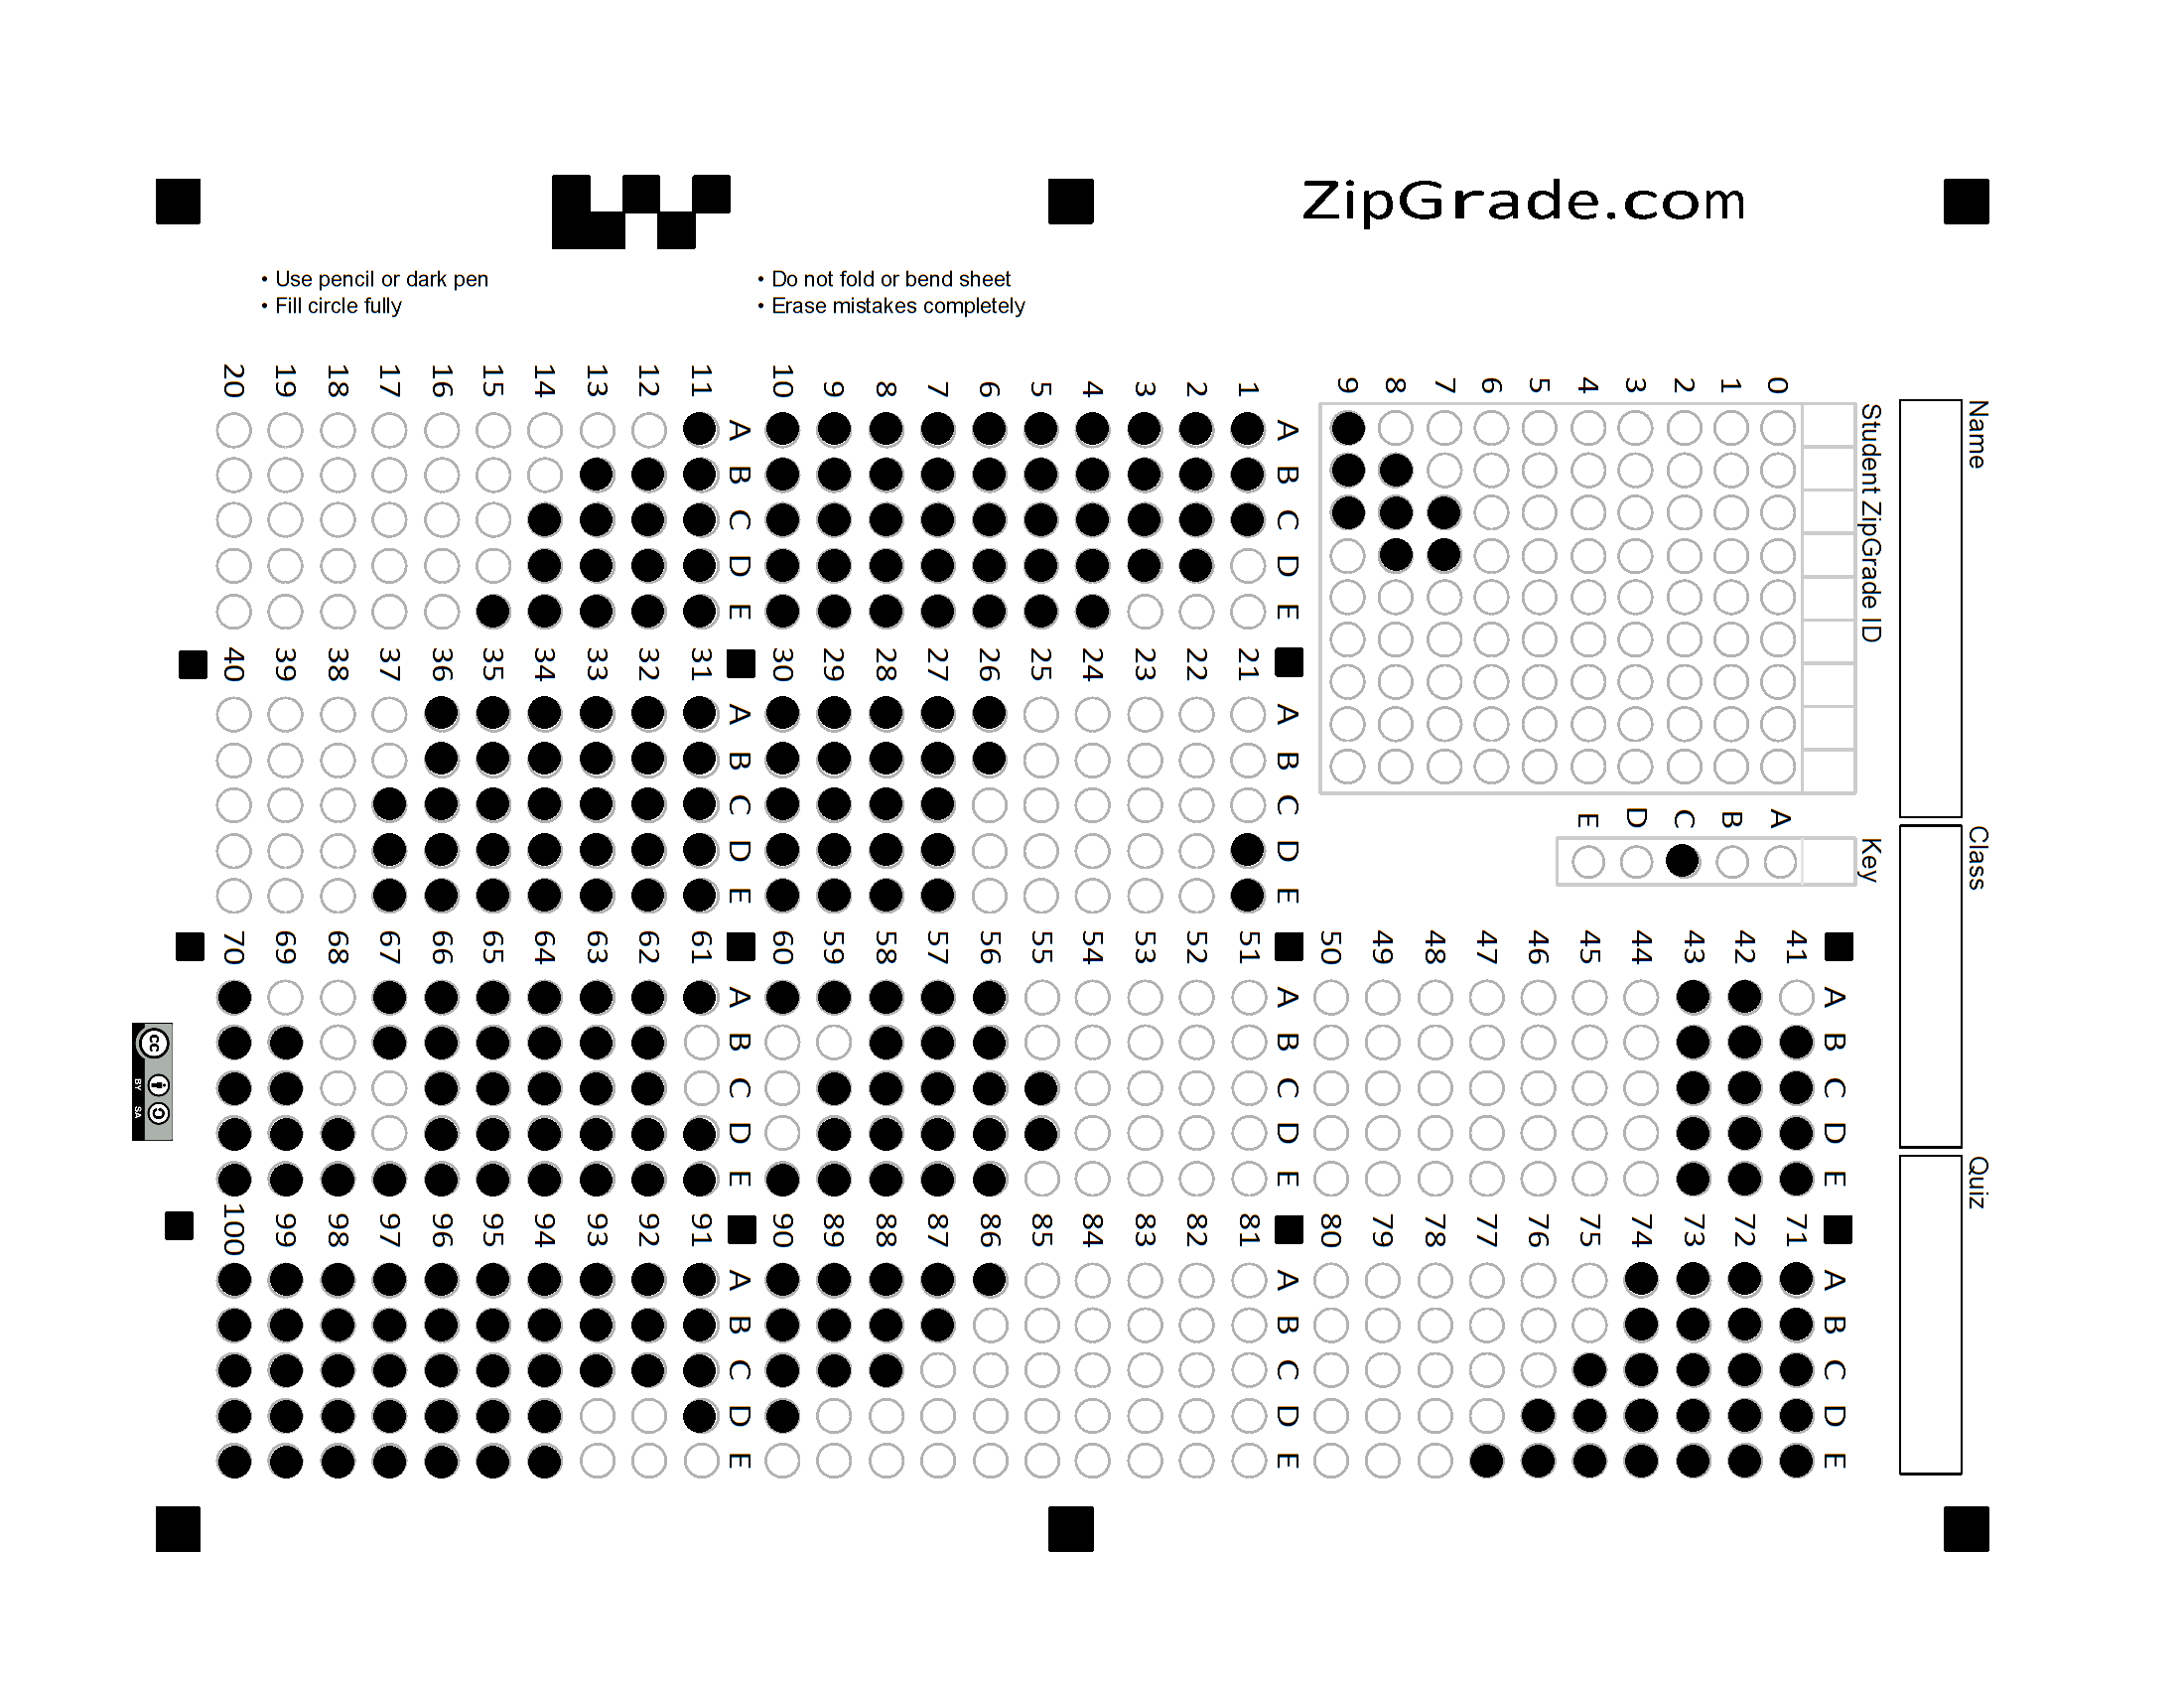 ZipGrade.com
• Use pencil or dark pen
• Fill circle fully
• Do not fold or bend sheet
• Erase mistakes completely
Name
Class
Quiz
Student ZipGrade ID
0 1 2 3 4 5 6 7 8 9
Key
A B C D E
1 2 3 4 5 6 7 8 9 10
A B C D E
11 12 13 14 15 16 17 18 19 20
A B C D E
21 22 23 24 25 26 27 28 29 30
A B C D E
31 32 33 34 35 36 37 38 39 40
A B C D E
41 42 43 44 45 46 47 48 49 50
A B C D E
51 52 53 54 55 56 57 58 59 60
A B C D E
61 62 63 64 65 66 67 68 69 70
A B C D E
71 72 73 74 75 76 77 78 79 80
A B C D E
81 82 83 84 85 86 87 88 89 90
A B C D E
91 92 93 94 95 96 97 98 99 100
A B C D E
cc BY SA